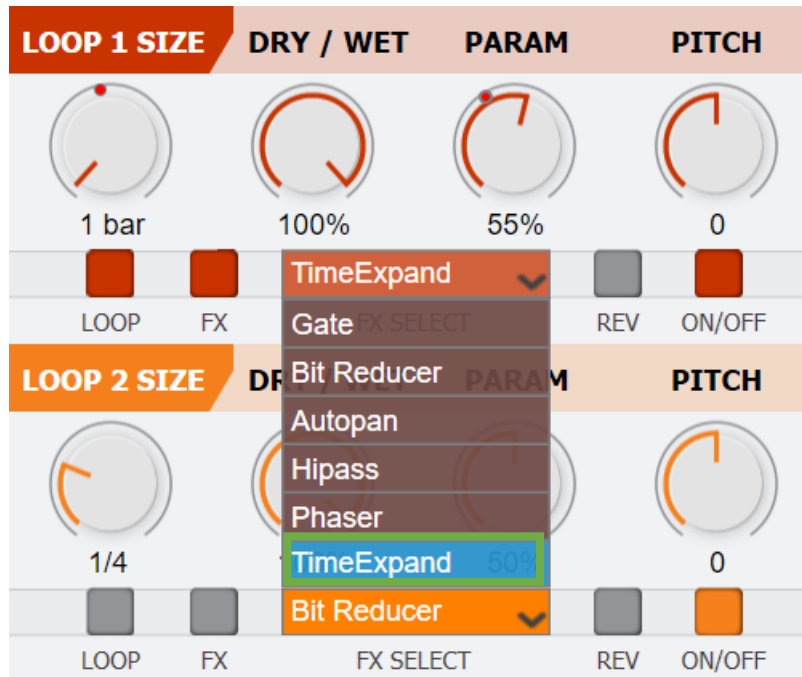 LOOP 1 SIZE DRY / WET PARAM PITCH
1 bar 100% 55% 0
TimeExpand
LOOP FX Gate FX SELECT REV ON/OFF
LOOP 2 SIZE DRY / WET Bit Reducer PARAM PITCH
Autopan
Hipass
Phaser
1/4 TimeExpand 50% 0
Bit Reducer
LOOP FX FX SELECT REV ON/OFF